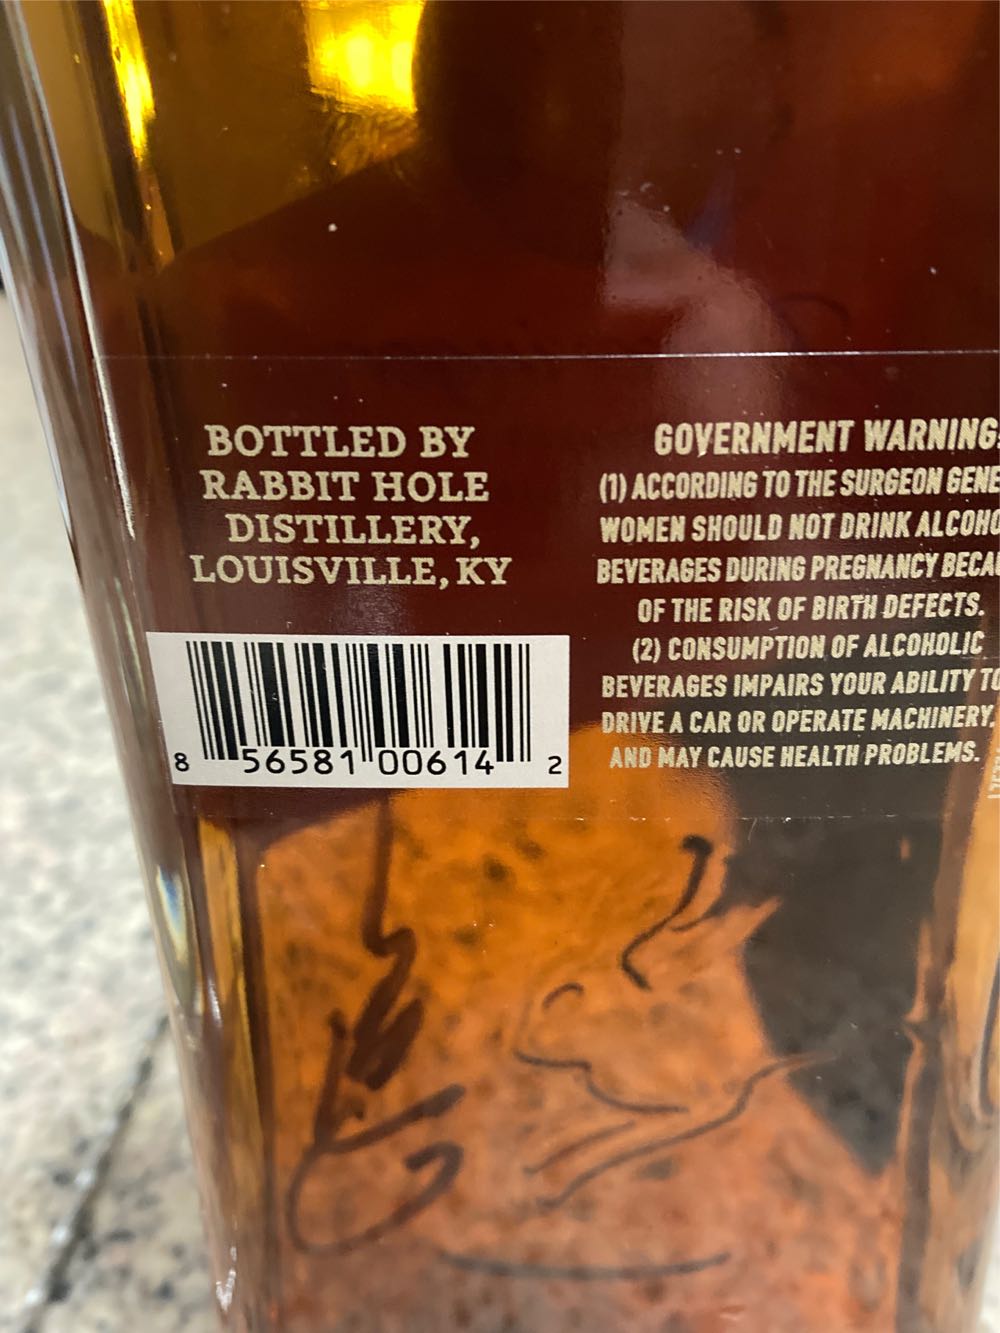 BOTTLED BY
RABBIT HOLE
DISTILLERY,
LOUISVILLE, KY
8 56581 00614 2
GOVERNMENT WARNING:
(1) ACCORDING TO THE SURGEON GENE
WOMEN SHOULD NOT DRINK ALCOHO
BEVERAGES DURING PREGNANCY BECAU
OF THE RISK OF BIRTH DEFECTS.
(2) CONSUMPTION OF ALCOHOLIC
BEVERAGES IMPAIRS YOUR ABILITY TO
DRIVE A CAR OR OPERATE MACHINERY,
AND MAY CAUSE HEALTH PROBLEMS.